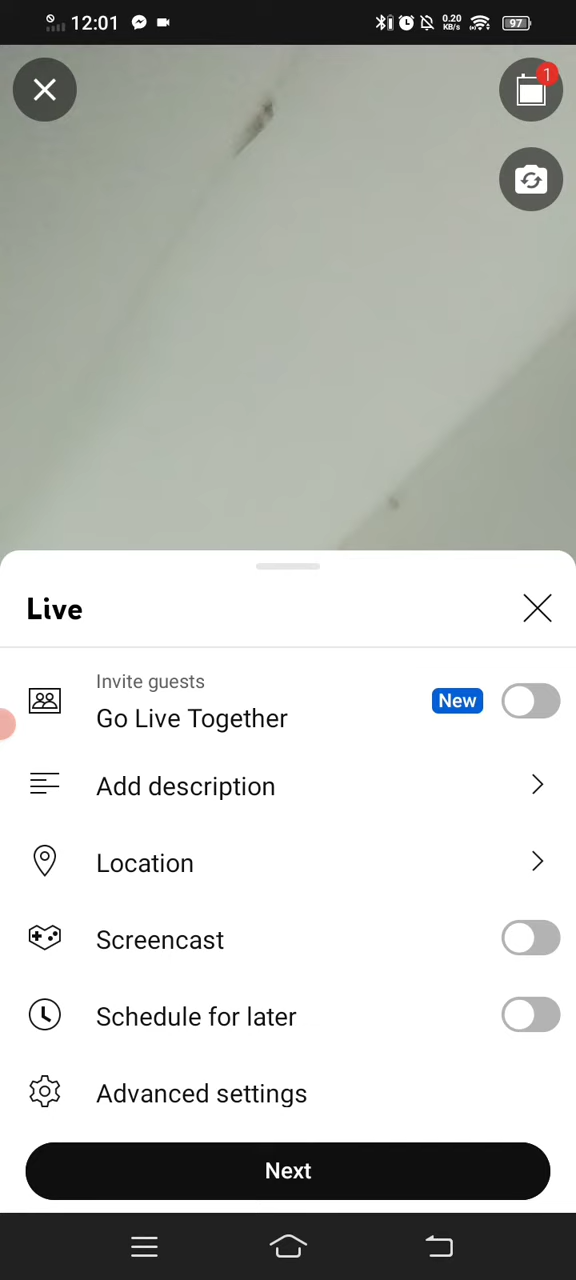 12:01
0.20
KB/s
97
1
Live
Invite guests
Go Live Together
New
Add description
Location
Screencast
Schedule for later
Advanced settings
Next